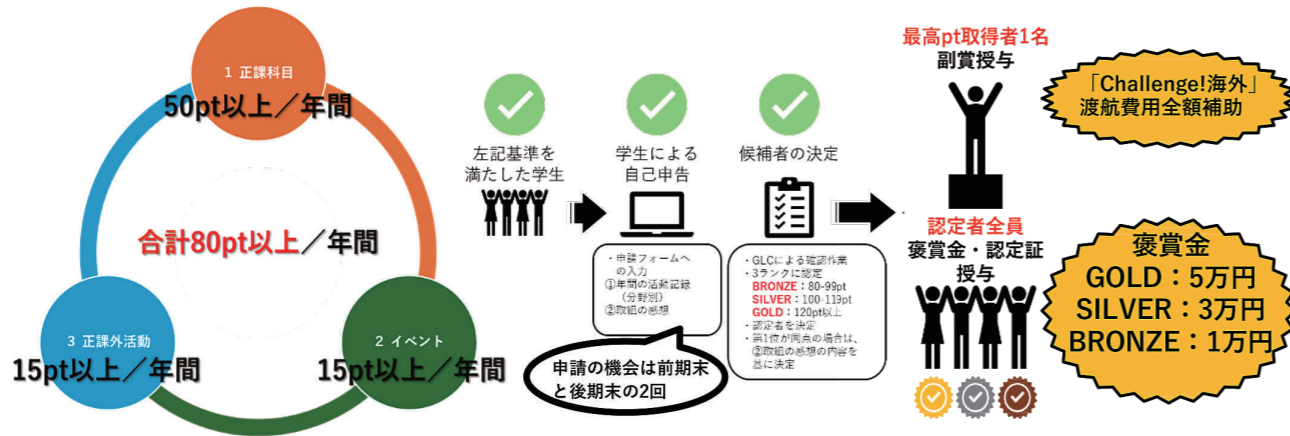 1 正課科目
50pt以上／年間
合計80pt以上／年間
3 正課外活動
15pt以上／年間
2 イベント
15pt以上／年間
左記基準を
満たした学生
学生による
自己申告
・申請フォームへ
の入力
①年間の活動記録
（分野別）
②取組の感想
申請の機会は前期末
と後期末の2回
候補者の決定
・GLCによる確認作業
・3ランクに認定
BRONZE：80-99pt
SILVER：100-119pt
GOLD：120pt以上
・認定者を決定
・第1位が同点の場合は、
②取組の感想の内容を
基に決定
最高pt取得者1名
副賞授与
「Challenge!海外」
渡航費用全額補助
認定者全員
褒賞金・認定証
授与
褒賞金
GOLD：5万円
SILVER：3万円
BRONZE：1万円